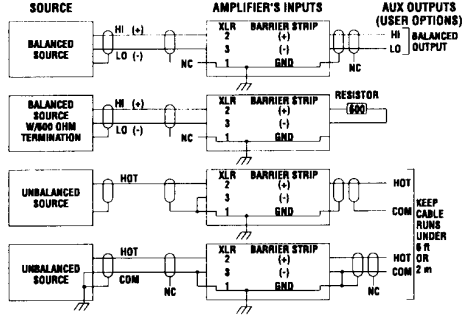 SOURCE
AMPLIFIER'S INPUTS
AUX OUTPUTS
(USER OPTIONS)
BALANCED
SOURCE
HI (+)
LO (-)
NC
XLR BARRIER STRIP
2 (+)
3 (-)
1 GND
NC
HI
LO
BALANCED
OUTPUT
BALANCED
SOURCE
W/600 OHM
TERMINATION
HI (+)
LO (-)
NC
XLR BARRIER STRIP
2 (+)
3 (-)
1 GND
RESISTOR
600
UNBALANCED
SOURCE
HOT
XLR BARRIER STRIP
2 (+)
3 (-)
1 GND
HOT
COM
UNBALANCED
SOURCE
HOT
COM
NC
XLR BARRIER STRIP
2 (+)
3 (-)
1 GND
HOT
COM
NC
KEEP
CABLE
RUNS
UNDER
6 ft
OR
2 m